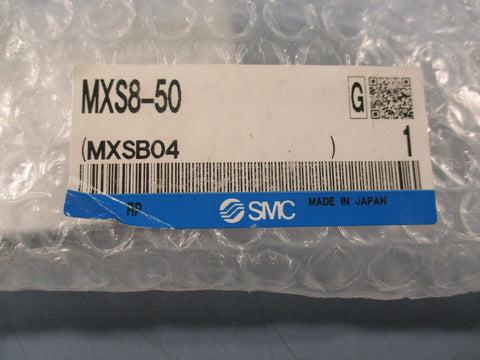 MXS8-50 G
(MXSB04 ) 1
RP SMC MADE IN JAPAN